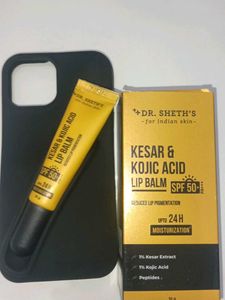 DR. SHETH'S
KESAR &
KOJIC ACID
LIP BALM
SPF 50+
DR. SHETH'S
for indian skin
KESAR &
KOJIC ACID
LIP BALM
SPF 50+
REDUCES LIP PIGMENTATION
UPTO 24H
MOISTURIZATION
1% Kesar Extract
1% Kojic Acid
Peptides